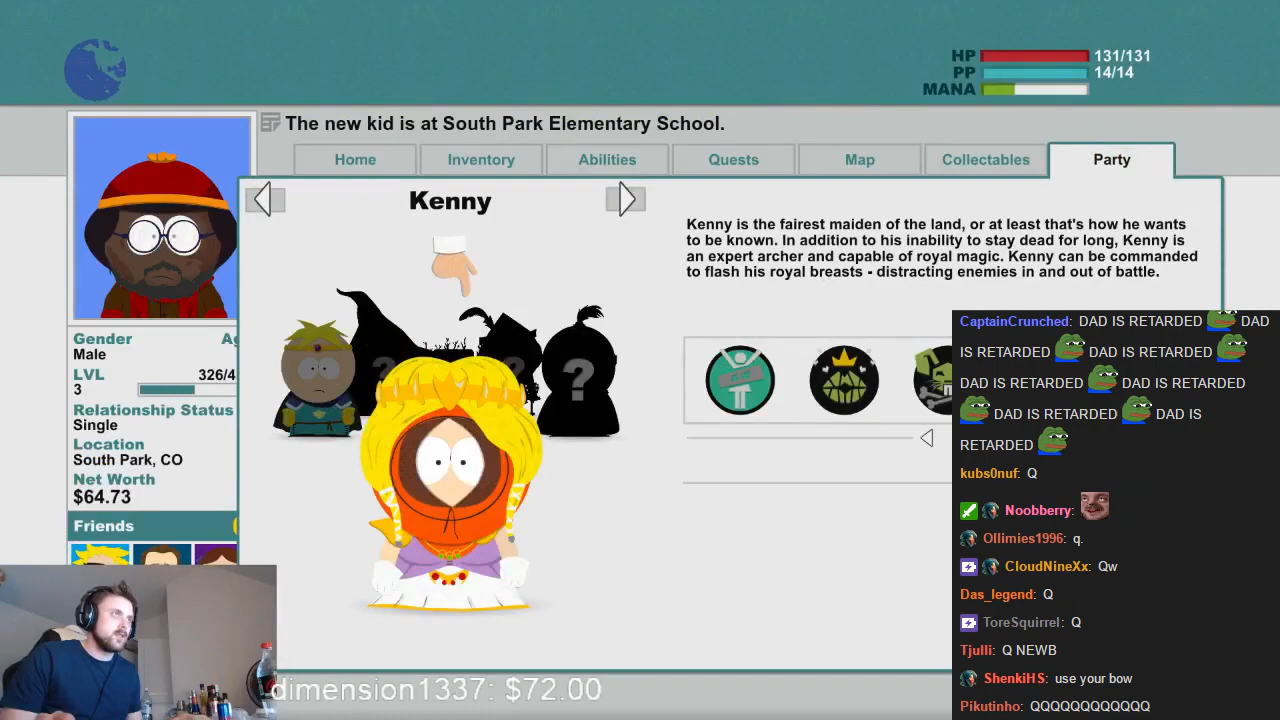 HP 131/131
PP 14/14
MANA
The new kid is at South Park Elementary School.
Home
Inventory
Abilities
Quests
Map
Collectables
Party
Kenny
Kenny is the fairest maiden of the land, or at least that's how he wants
to be known. In addition to his inability to stay dead for long, Kenny is
an expert archer and capable of royal magic. Kenny can be commanded
to flash his royal breasts - distracting enemies in and out of battle.
Gender
Male
LVL
3
326/4
Relationship Status
Single
Location
South Park, CO
Net Worth
$64.73
Friends
?
?
?
dimension1337: $72.00
CaptainCrunched: DAD IS RETARDED DAD
IS RETARDED DAD IS RETARDED
DAD IS RETARDED DAD IS RETARDED
DAD IS RETARDED DAD IS
RETARDED
kubs0nuf: Q
Noobberry:
Ollimies1996: q.
CloudNineXx: Qw
Das_legend: Q
ToreSquirrel: Q
Tjulli: Q NEWB
ShenkiHS: use your bow
Pikutinho: QQQQQQQQQQQQ